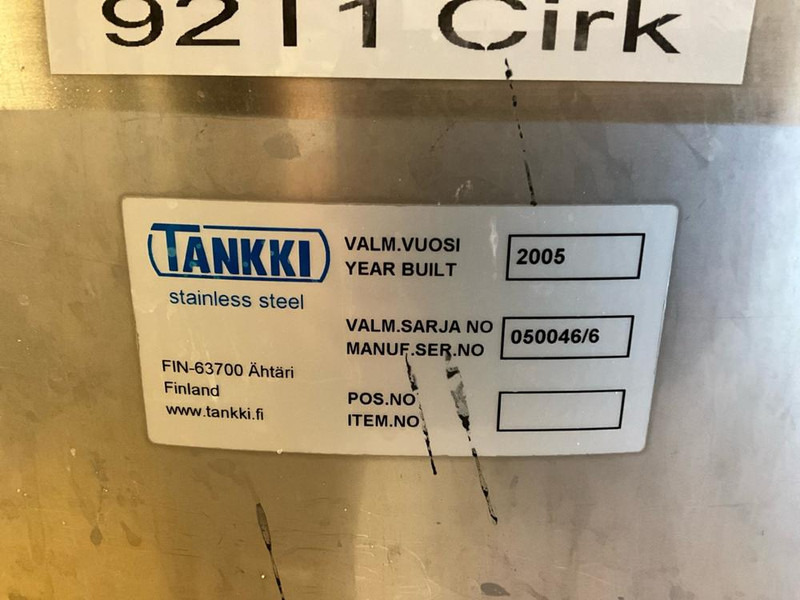 9211 Cirk
TANKKI
stainless steel
FIN-63700 Ähtäri
Finland
www.tankki.fi
VALM.VUOSI
YEAR BUILT
2005
VALM.SARJA NO
MANUF.SER.NO
050046/6
POS.NO
ITEM.NO